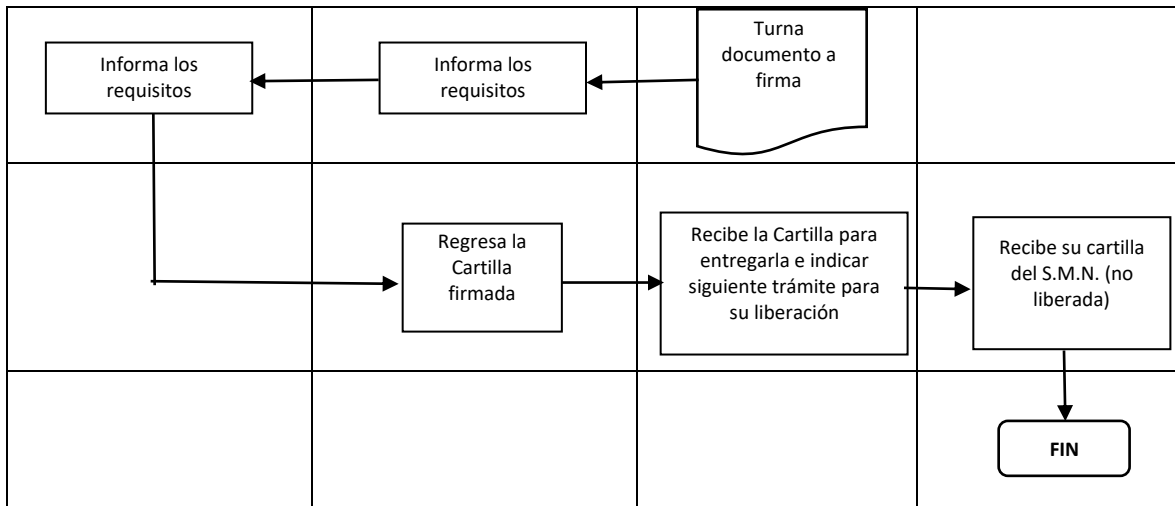 Informa los
requisitos
Informa los
requisitos
Turna
documento a
firma
Regresa la
Cartilla
firmada
Recibe la Cartilla para
entregarla e indicar
siguiente trámite para
su liberación
Recibe su cartilla
del S.M.N. (no
liberada)
FIN